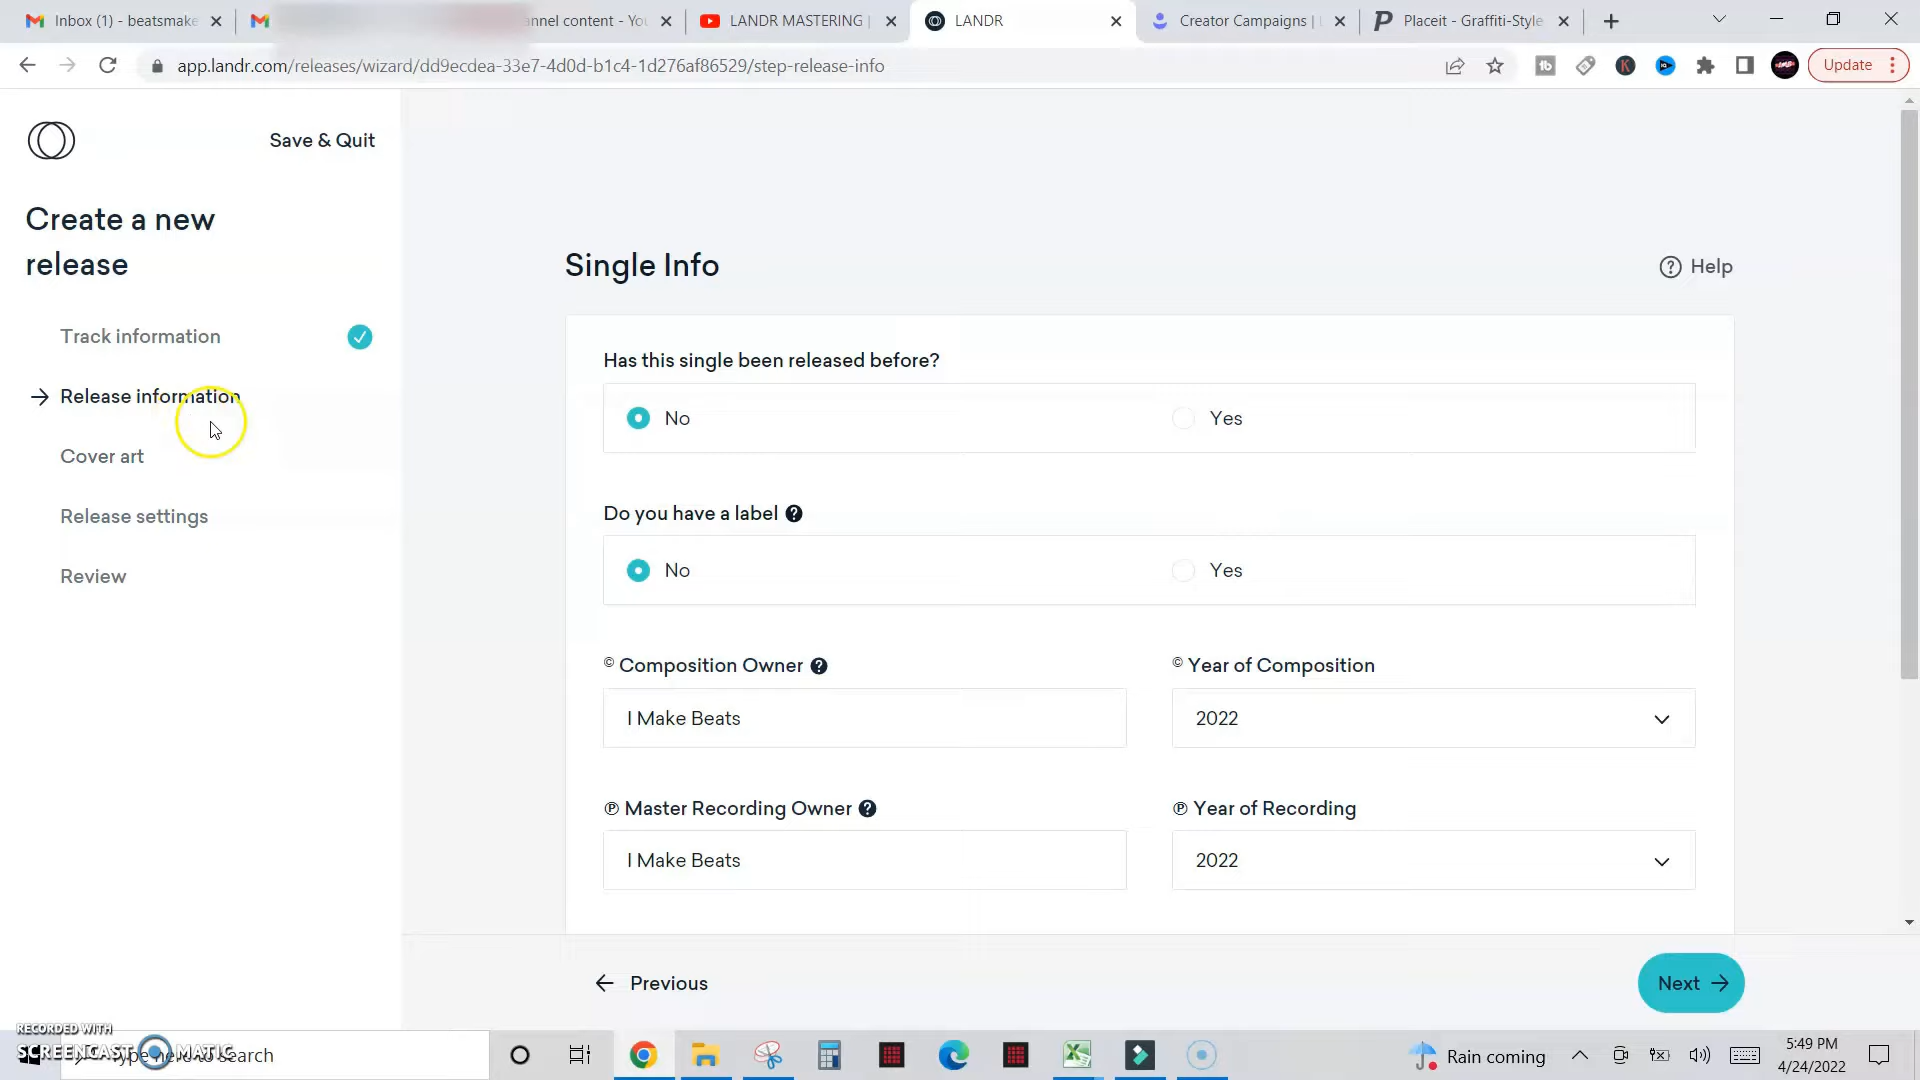 Inbox (1) - beatsmake
annel content - You
LANDR MASTERING |
LANDR
Creator Campaigns |
Placeit - Graffiti-Style
app.landr.com/releases/wizard/dd9ecdea-33e7-4d0d-b1c4-1d276af86529/step-release-info
Update
Save & Quit
Create a new
release
Track information
Release information
Cover art
Release settings
Review
Single Info
Help
Has this single been released before?
No
Yes
Do you have a label
No
Yes
© Composition Owner
© Year of Composition
I Make Beats
2022
℗ Master Recording Owner
℗ Year of Recording
I Make Beats
2022
Previous
Next
RECORDED WITH
SCREENCAST MATIC
Type here to search
Rain coming
5:49 PM
4/24/2022